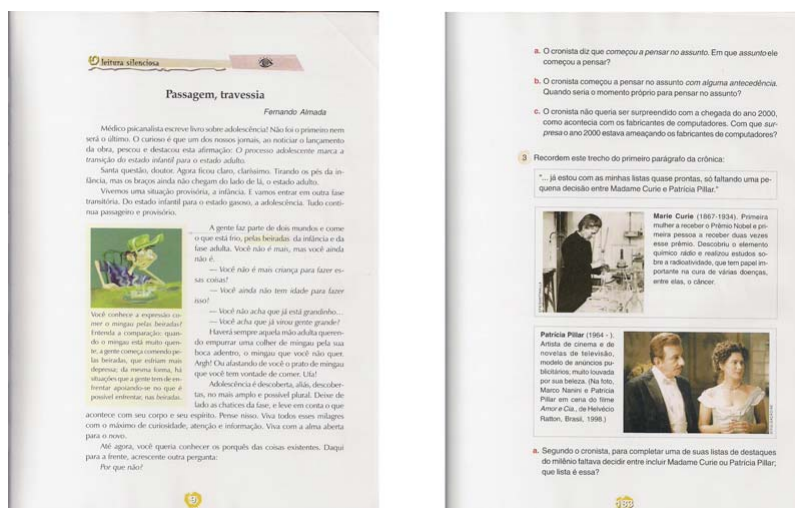 leitura silenciosa
Passagem, travessia
Fernando Almada
Médico psicanalista escreve livro sobre adolescência! Não foi o primeiro nem
será o último. O curioso é que um dos nossos jornais, ao noticiar o lançamento
da obra, pescou e destacou esta afirmação: O processo adolescente marca a
transição do estado infantil para o estado adulto.
Santa questão, doutor. Agora ficou claro, claríssimo. Tirando os pés da in-
fância, mas os braços ainda não chegam do lado de lá, o estado adulto.
Vivemos uma situação provisória, a infância. E vamos entrar em outra fase
transitória. Do estado infantil para o estado gasoso, a adolescência. Tudo conti-
nua passageiro e provisório.
A gente faz parte de dois mundos e come
o que está frio, pelas beiradas da infância e da
fase adulta. Você não é mais, mas você ainda
não é.
— Você não é mais criança para fazer es-
sas coisas!
— Você ainda não tem idade para fazer
isso!
— Você não acha que já está grandinho...
— Você acha que já virou gente grande!
Haverá sempre aquela mão adulta queren-
do empurrar uma colher de mingau pela sua
boca adentro, o mingau que você não quer.
Argh! Ou afastando de você o prato de mingau
que você tem vontade de comer. Ufa!
Adolescência é descoberta, aliás, descober-
tas, no mais amplo e possível plural. Deixe de
lado as chatices da fase, e leve em conta o que
acontece com seu corpo e seu espírito. Pense nisso. Viva todos esses milagres
com o máximo de curiosidade, atenção e informação. Viva com a alma aberta
para o novo.
Até agora, você queria conhecer os porquês das coisas existentes. Daqui
para a frente, acrescente outra pergunta:
Por que não?
Você conhece a expressão co-
mer o mingau pelas beiradas?
Entenda a comparação: quan-
do o mingau está muito quen-
te, a gente começa comendo pe-
las beiradas, que esfriam mais
depressa; da mesma forma, há
situações que a gente tem de en-
frentar apoiando-se no que é
possível enfrentar, nas beiradas.
9
a. O cronista diz que começou a pensar no assunto. Em que assunto ele
começou a pensar?
b. O cronista começou a pensar no assunto com alguma antecedência.
Quando seria o momento próprio para pensar no assunto?
c. O cronista não queria ser surpreendido com a chegada do ano 2000,
como acontecia com os fabricantes de computadores. Com que sur-
presa o ano 2000 estava ameaçando os fabricantes de computadores?
3 Recordem este trecho do primeiro parágrafo da crônica:
"... já estou com as minhas listas quase prontas, só faltando uma pe-
quena decisão entre Madame Curie e Patrícia Pillar."
Marie Curie (1867-1934). Primeira
mulher a receber o Prêmio Nobel e pri-
meira pessoa a receber duas vezes
esse prêmio. Descobriu o elemento
químico rádio e realizou estudos so-
bre a radioatividade, que tem papel im-
portante na cura de várias doenças,
entre elas, o câncer.
Patrícia Pillar (1964 - ).
Artista de cinema e de
novelas de televisão,
modelo de anúncios pu-
blicitários, muito louvada
por sua beleza. (Na foto,
Marco Nanini e Patrícia
Pillar em cena do filme
Amor e Cia., de Helvécio
Ratton, Brasil, 1998.)
a. Segundo o cronista, para completar uma de suas listas de destaques
do milênio faltava decidir entre incluir Madame Curie ou Patrícia Pillar;
que lista é essa?